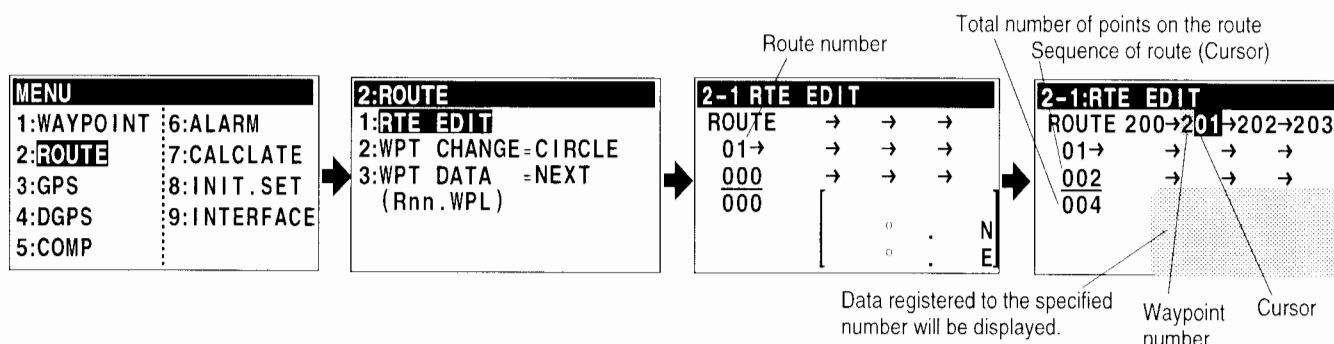 Total number of points on the route
Route number
Sequence of route (Cursor)
MENU
1:WAYPOINT 6:ALARM
2:ROUTE 7:CALCLATE
3:GPS 8:INIT.SET
4:DGPS 9:INTERFACE
5:COMP
2:ROUTE
1:RTE EDIT
2:WPT CHANGE=CIRCLE
3:WPT DATA =NEXT
(Rnn.WPL)
2-1 RTE EDIT
ROUTE → → →
01→ → → →
000 → → →
000
° . N
° . E
2-1:RTE EDIT
ROUTE 200→201→202→203
01→ → → →
002 → → →
004
Data registered to the specified
number will be displayed.
Waypoint
number
Cursor